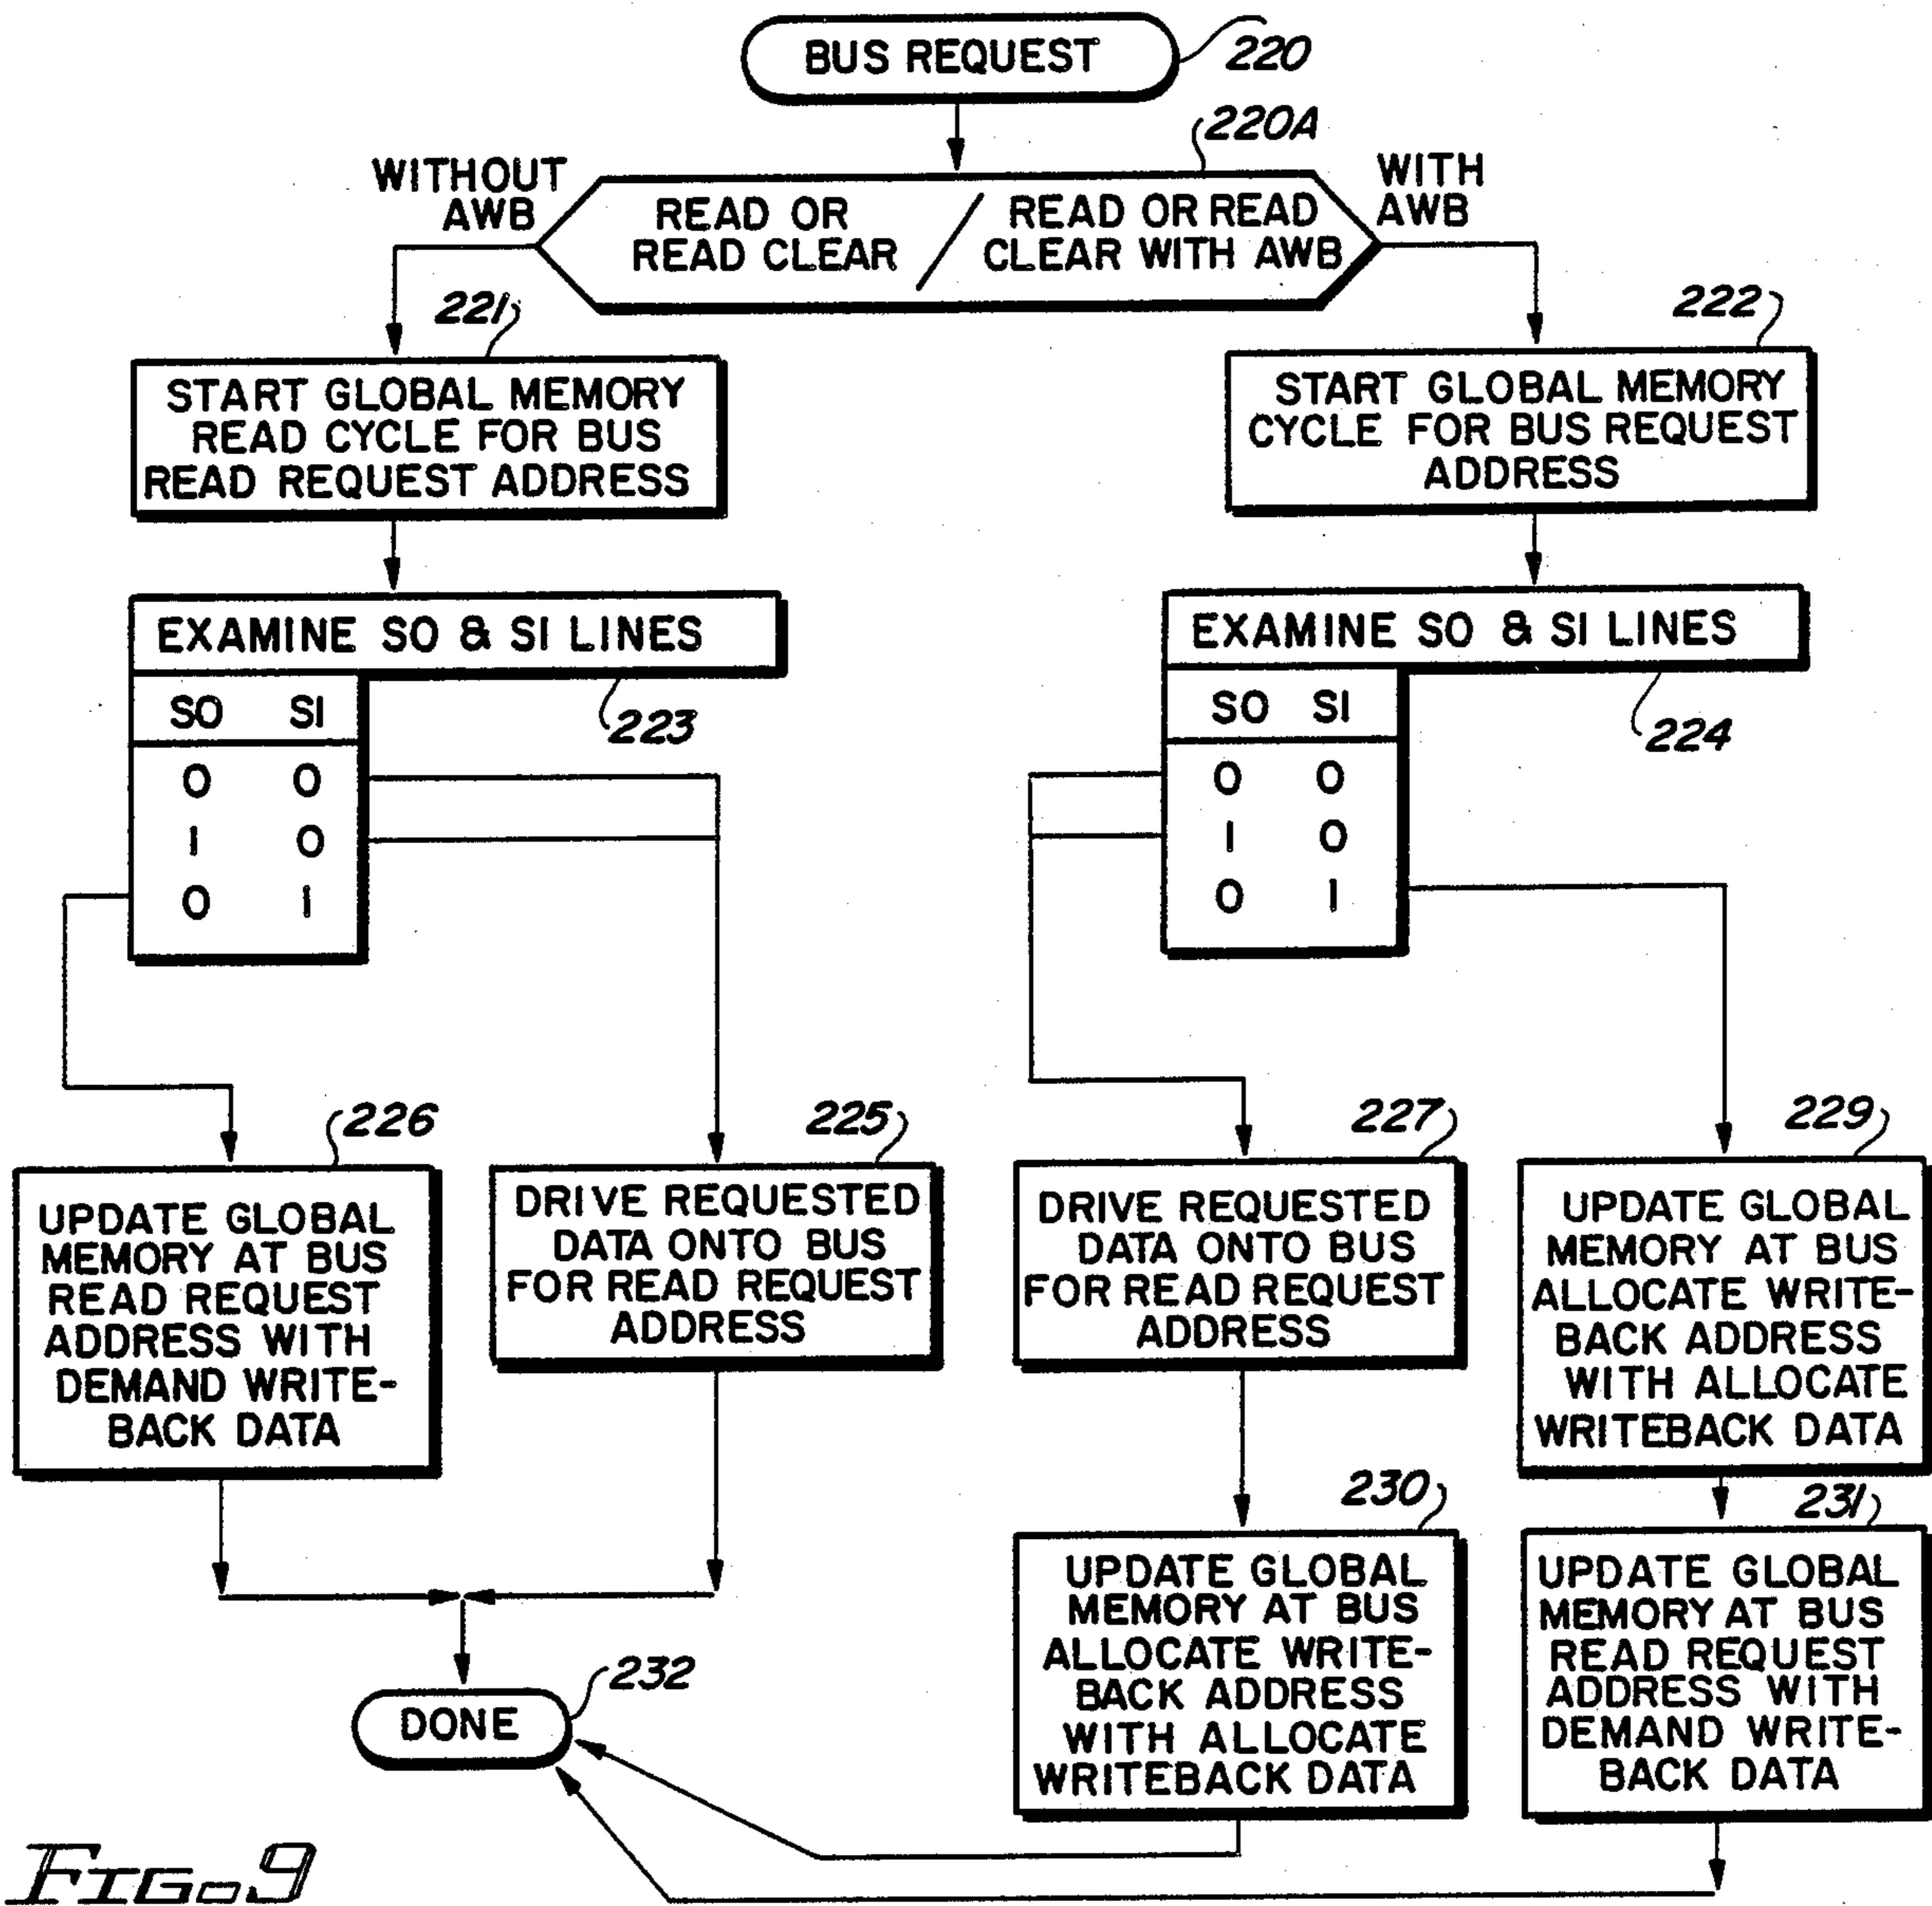 BUS REQUEST
220
220A
WITHOUT
AWB
READ OR
READ CLEAR
READ OR READ
CLEAR WITH AWB
WITH
AWB
221
START GLOBAL MEMORY
READ CYCLE FOR BUS
READ REQUEST ADDRESS
222
START GLOBAL MEMORY
CYCLE FOR BUS REQUEST
ADDRESS
EXAMINE SO & SI LINES
223
SO SI
0 0
1 0
0 1
EXAMINE SO & SI LINES
224
SO SI
0 0
1 0
0 1
226
UPDATE GLOBAL
MEMORY AT BUS
READ REQUEST
ADDRESS WITH
DEMAND WRITE-
BACK DATA
225
DRIVE REQUESTED
DATA ONTO BUS
FOR READ REQUEST
ADDRESS
227
DRIVE REQUESTED
DATA ONTO BUS
FOR READ REQUEST
ADDRESS
229
UPDATE GLOBAL
MEMORY AT BUS
ALLOCATE WRITE-
BACK ADDRESS
WITH ALLOCATE
WRITEBACK DATA
230
UPDATE GLOBAL
MEMORY AT BUS
ALLOCATE WRITE-
BACK ADDRESS
WITH ALLOCATE
WRITEBACK DATA
231
UPDATE GLOBAL
MEMORY AT BUS
READ REQUEST
ADDRESS WITH
DEMAND WRITE-
BACK DATA
232
DONE
FIG. 9